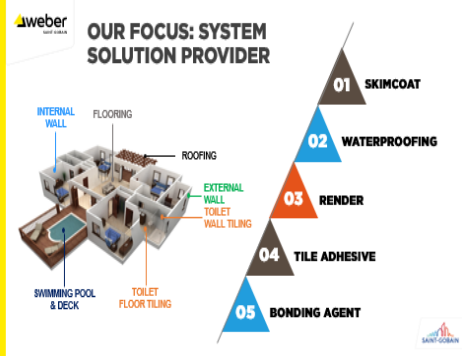 weber
SAINT-GOBAIN
OUR FOCUS: SYSTEM
SOLUTION PROVIDER
INTERNAL
WALL
FLOORING
ROOFING
EXTERNAL
WALL
TOILET
WALL TILING
TOILET
FLOOR TILING
SWIMMING POOL
& DECK
01 SKIMCOAT
02 WATERPROOFING
03 RENDER
04 TILE ADHESIVE
05 BONDING AGENT
SAINT-GOBAIN